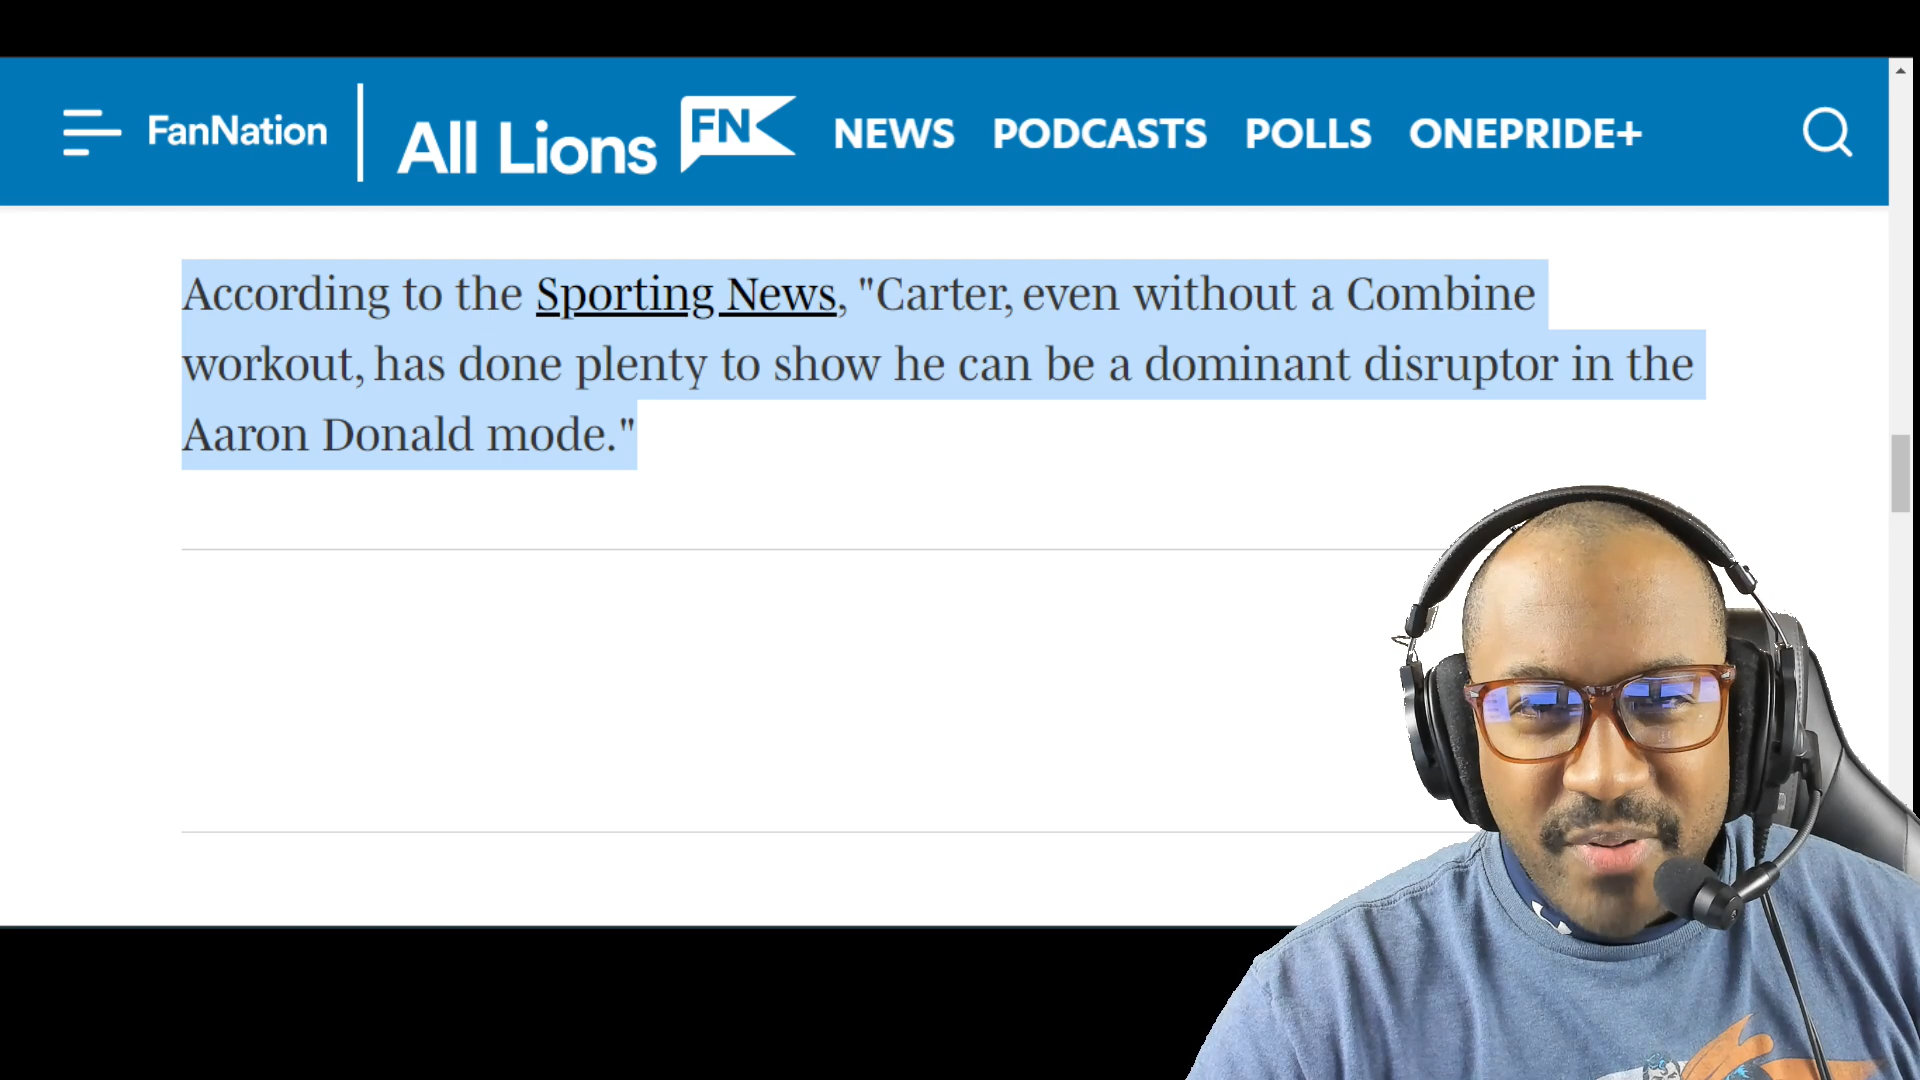 FanNation All Lions FN NEWS PODCASTS POLLS ONEPRIDE+
According to the Sporting News, "Carter, even without a Combine
workout, has done plenty to show he can be a dominant disruptor in the
Aaron Donald mode."